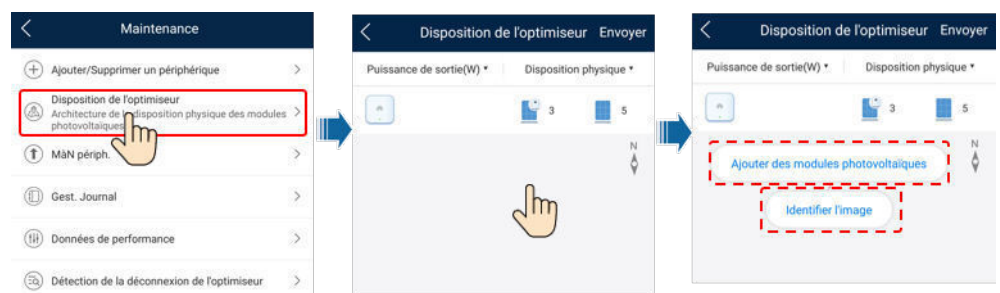 Maintenance
Ajouter/Supprimer un périphérique
Disposition de l'optimiseur
Architecture de la disposition physique des modules
photovoltaïques
MàN périph.
Gest. Journal
Données de performance
Détection de la déconnexion de l'optimiseur
Disposition de l'optimiseur Envoyer
Puissance de sortie(W) Disposition physique
3 5
N
Disposition de l'optimiseur Envoyer
Puissance de sortie(W) Disposition physique
3 5
N
Ajouter des modules photovoltaïques
Identifier l'image